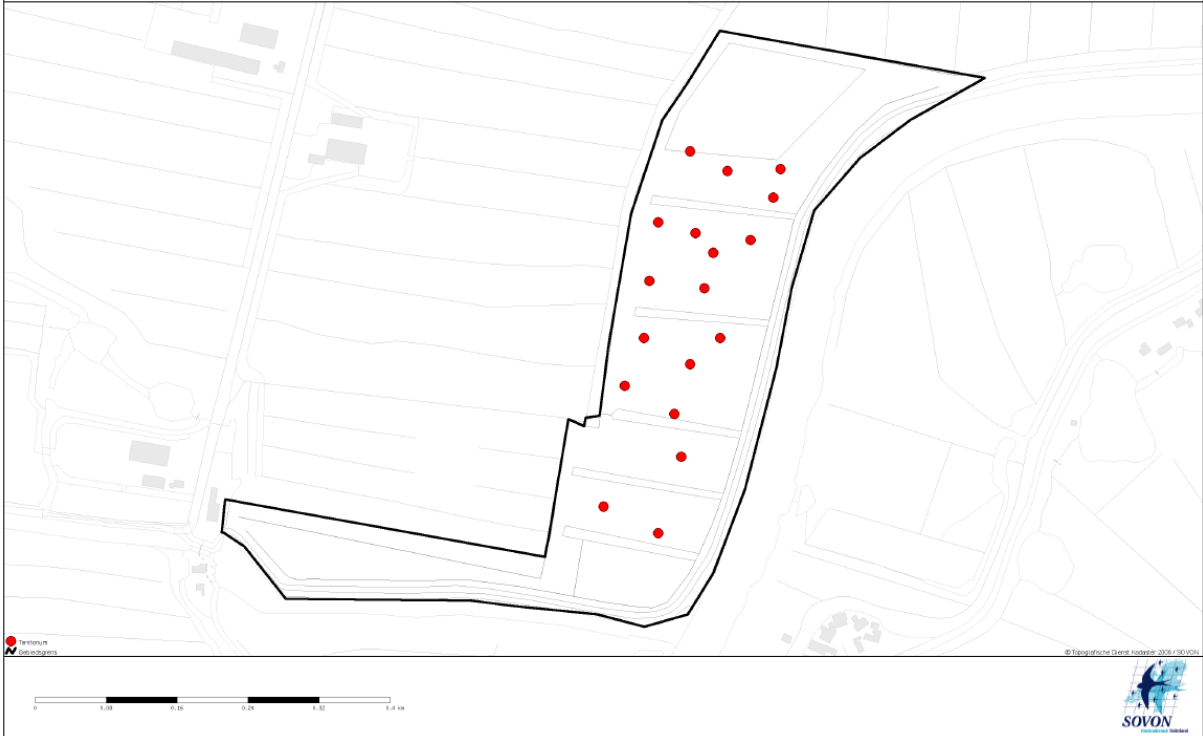 Territorium
Gebiedsgrens
© Topografische Dienst Kadaster 2006 / SOVON
0 0.08 0.16 0.24 0.32 0.4 km
SOVON